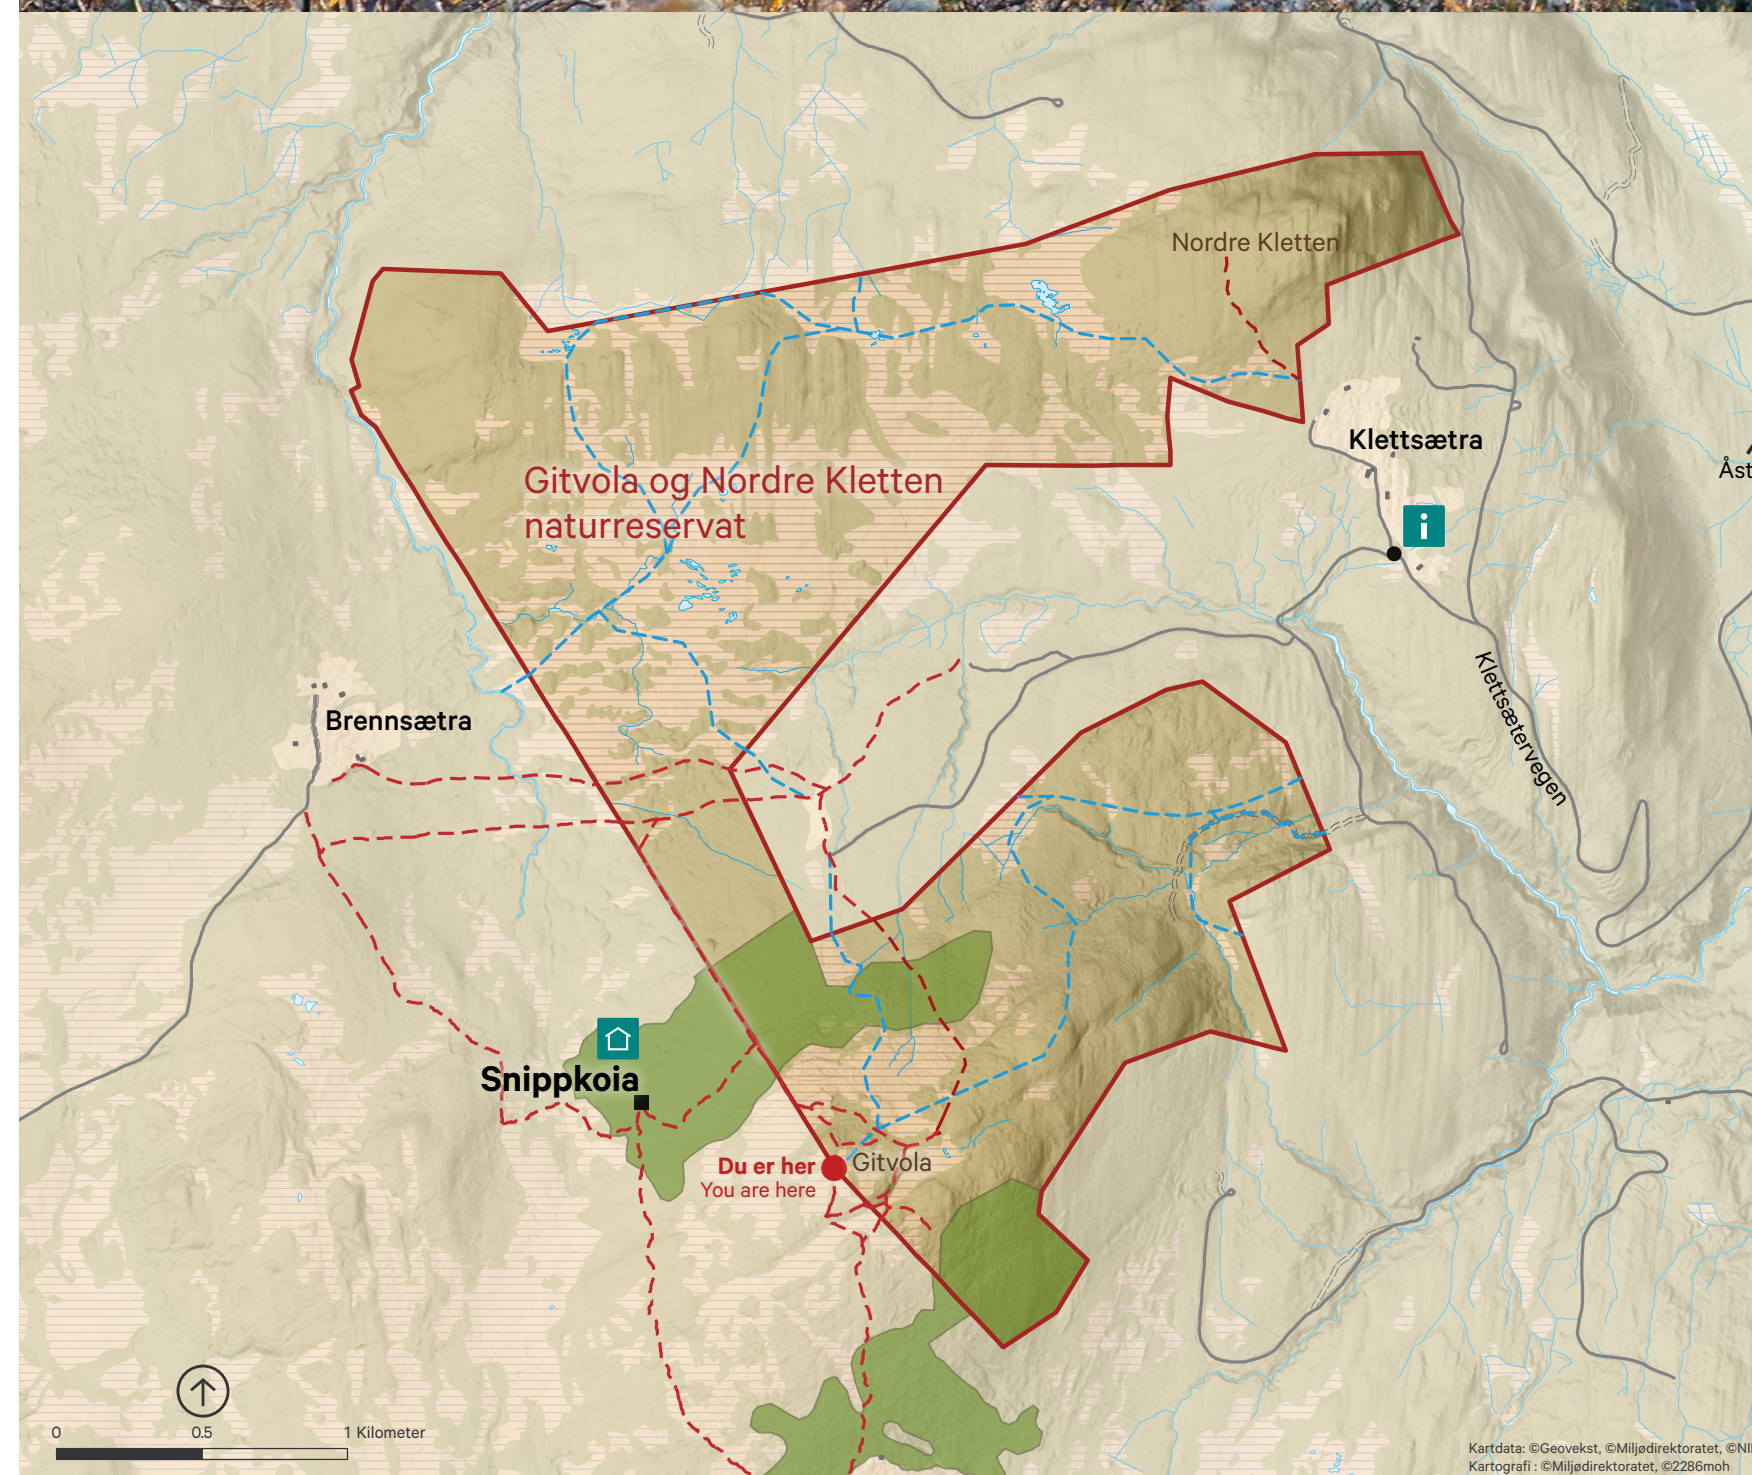 Nordre Kletten
Klettsætra
Åst
Gitvola og Nordre Kletten
naturreservat
i
Klettsætervegen
Brennsætra
Snippkoia
Du er her
You are here
Gitvola
0 0.5 1 Kilometer
Kartdata: ©Geovekst, ©Miljødirektoratet, ©NI
Kartografi : ©Miljødirektoratet, ©2286moh